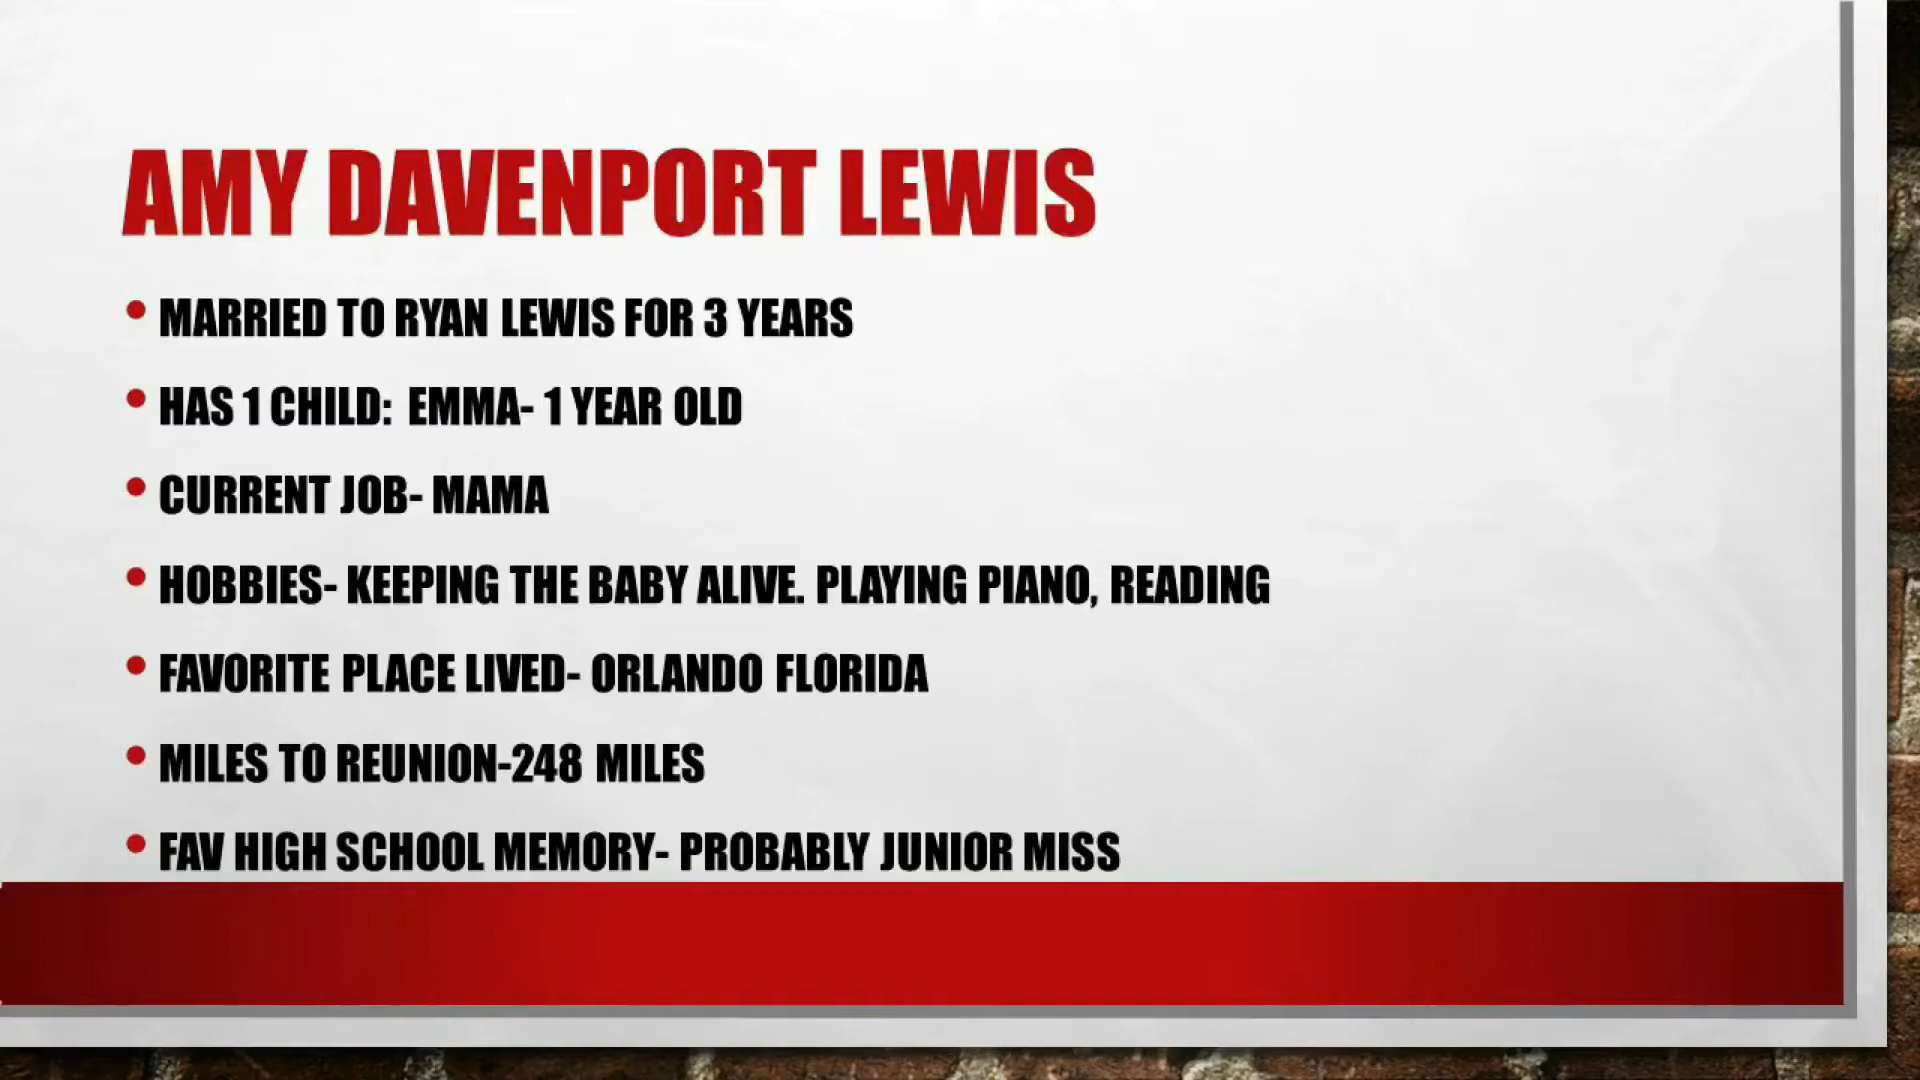 AMY DAVENPORT LEWIS
• MARRIED TO RYAN LEWIS FOR 3 YEARS
• HAS 1 CHILD: EMMA- 1 YEAR OLD
• CURRENT JOB- MAMA
• HOBBIES- KEEPING THE BABY ALIVE. PLAYING PIANO, READING
• FAVORITE PLACE LIVED- ORLANDO FLORIDA
• MILES TO REUNION-248 MILES
• FAV HIGH SCHOOL MEMORY- PROBABLY JUNIOR MISS